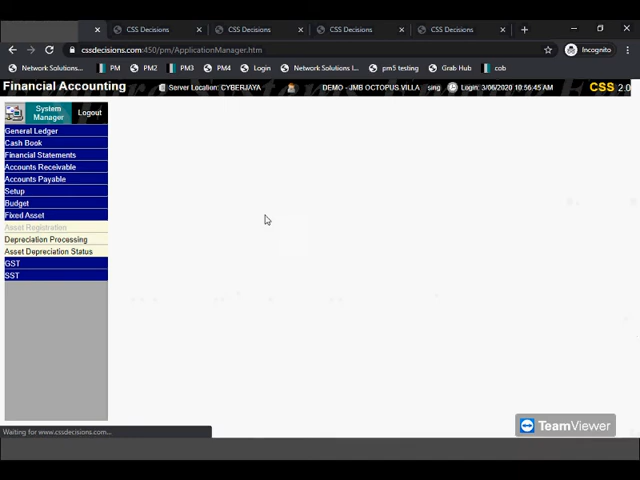 CSS Decisions
CSS Decisions
CSS Decisions
CSS Decisions
cssdecisions.com:450/pm/ApplicationManager.htm
Incognito
Network Solutions...
PM
PM2
PM3
PM4
Login
Network Solutions I...
pm5 testing
Grab Hub
cob
Financial Accounting
Server Location: CYBERJAYA
DEMO - JMB OCTOPUS VILLA
sing
Login: 3/06/2020 10:56:45 AM
CSS 2.0
System Manager
Logout
General Ledger
Cash Book
Financial Statements
Accounts Receivable
Accounts Payable
Setup
Budget
Fixed Asset
Asset Registration
Depreciation Processing
Asset Depreciation Status
GST
SST
TeamViewer
Waiting for www.cssdecisions.com...